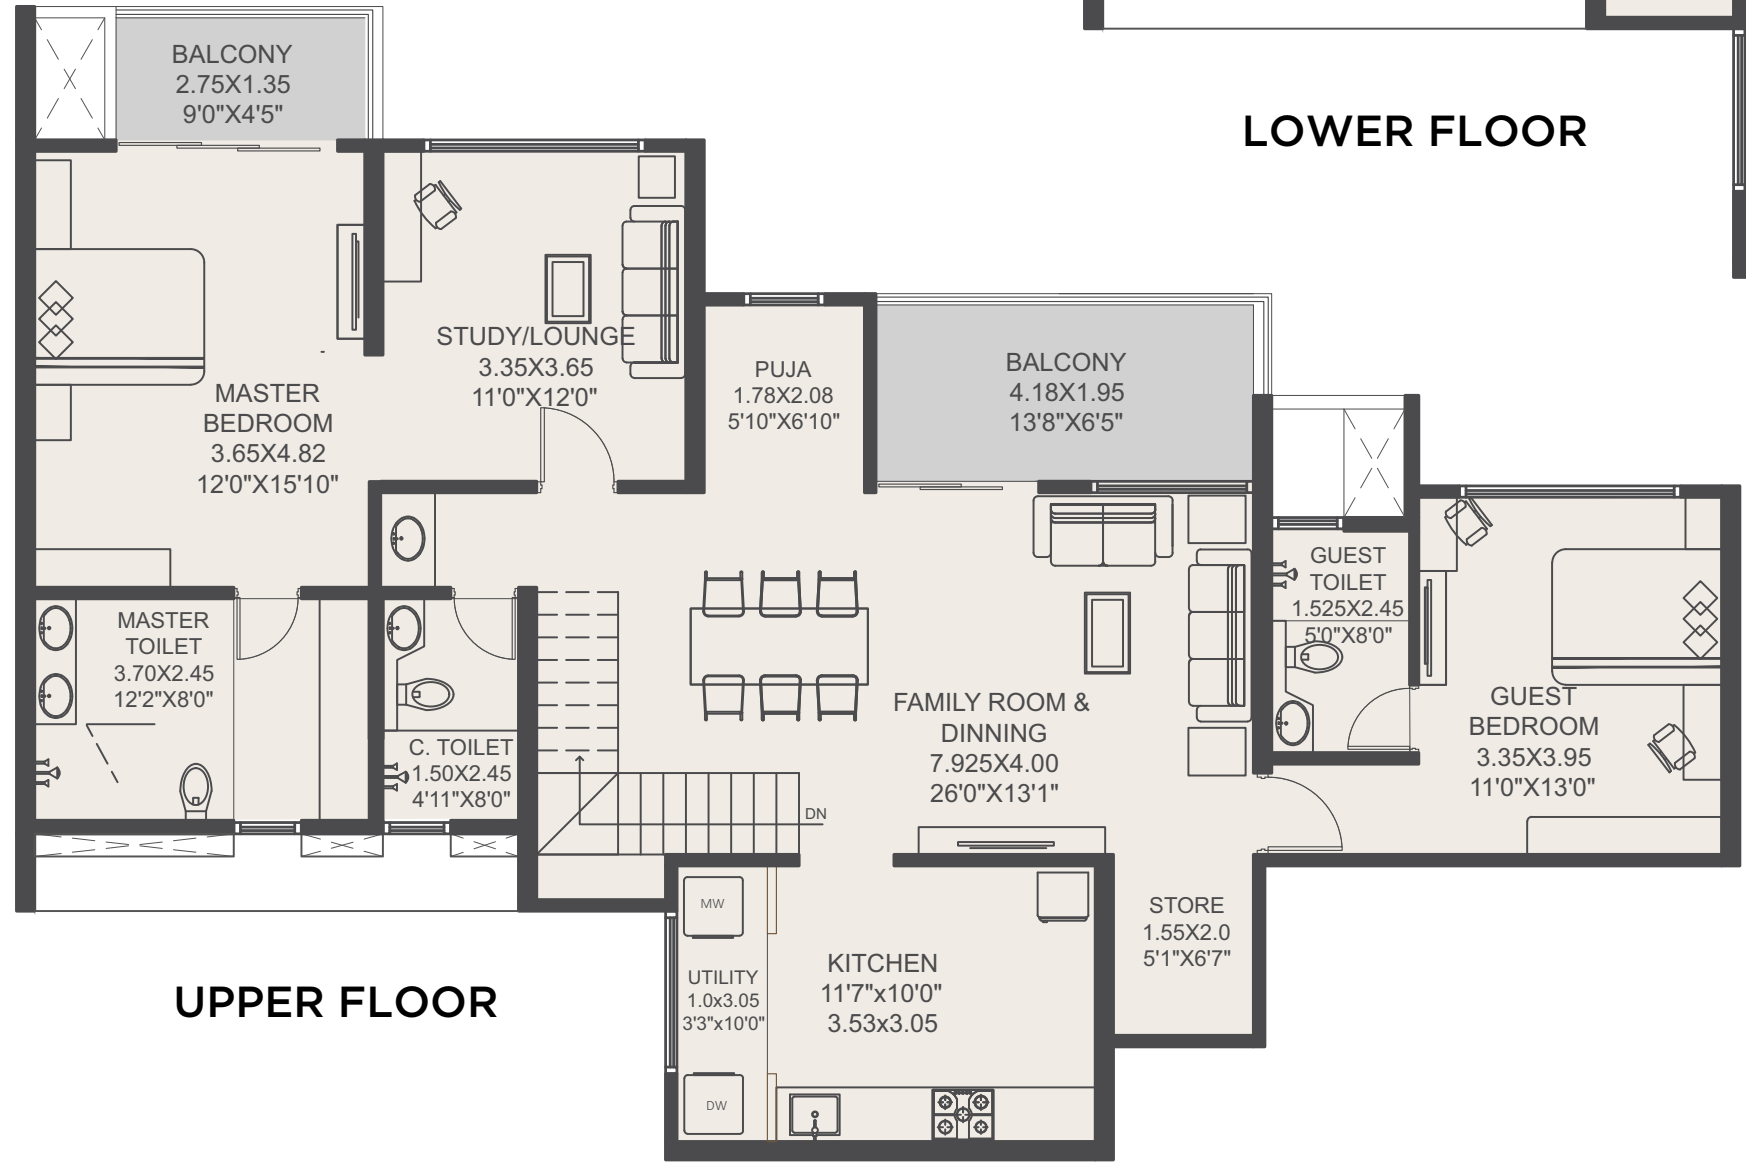 BALCONY
2.75X1.35
9'0"X4'5"
LOWER FLOOR
STUDY/LOUNGE
3.35X3.65
11'0"X12'0"
MASTER
BEDROOM
3.65X4.82
12'0"X15'10"
PUJA
1.78X2.08
5'10"X6'10"
BALCONY
4.18X1.95
13'8"X6'5"
GUEST
TOILET
1.525X2.45
5'0"X8'0"
MASTER
TOILET
3.70X2.45
12'2"X8'0"
C. TOILET
1.50X2.45
4'11"X8'0"
FAMILY ROOM &
DINNING
7.925X4.00
26'0"X13'1"
GUEST
BEDROOM
3.35X3.95
11'0"X13'0"
DN
MW
UTILITY
1.0x3.05
3'3"x10'0"
DW
KITCHEN
11'7"x10'0"
3.53x3.05
STORE
1.55X2.0
5'1"X6'7"
UPPER FLOOR